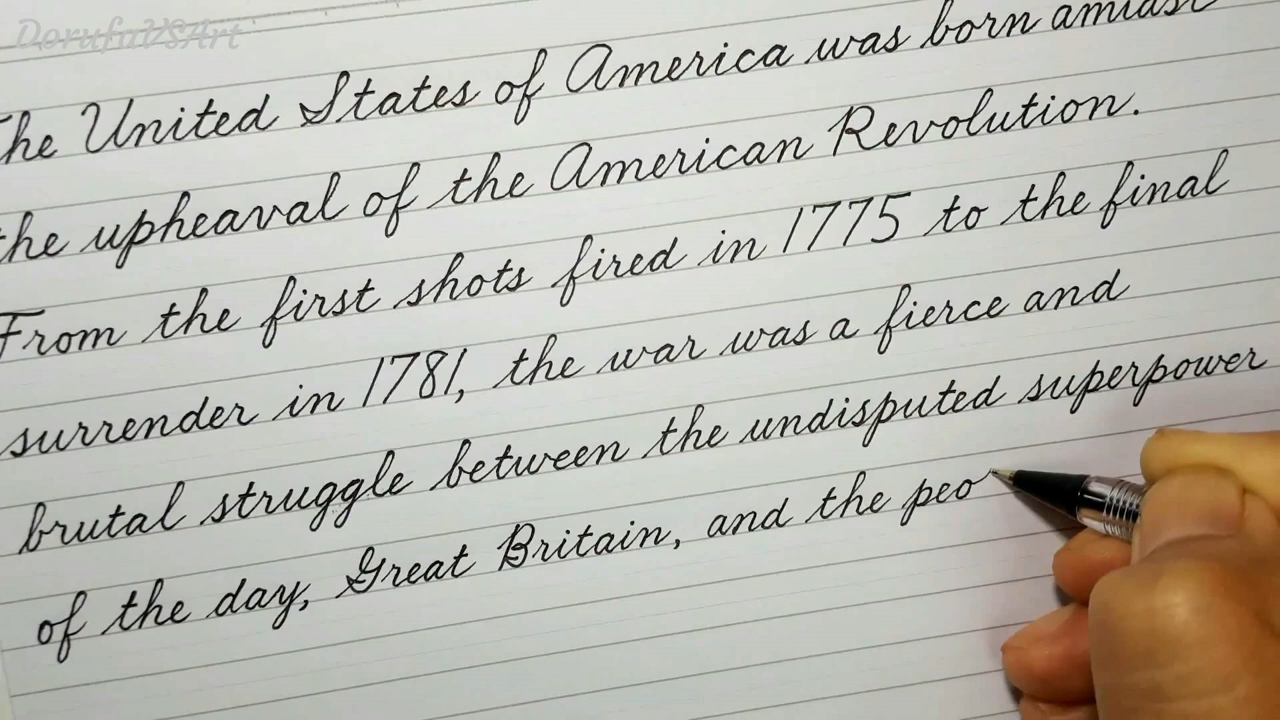 DorufuVSArt
The United States of America was born amidst
the upheaval of the American Revolution.
From the first shots fired in 1775 to the final
surrender in 1781, the war was a fierce and
brutal struggle between the undisputed superpower
of the day, Great Britain, and the peo